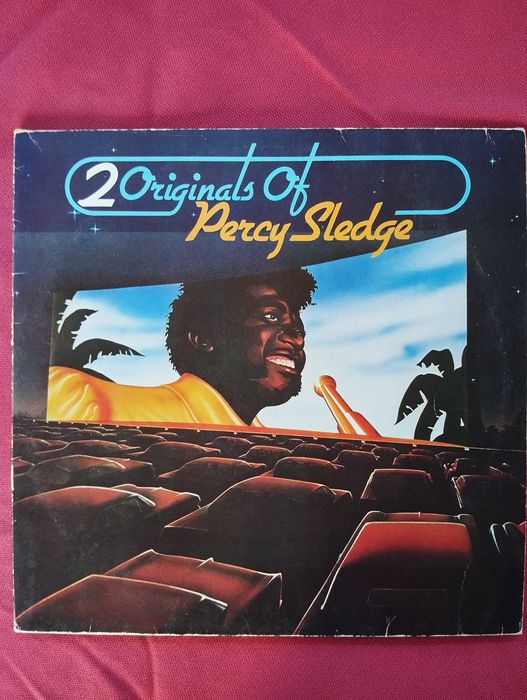 2 Originals Of
Percy Sledge